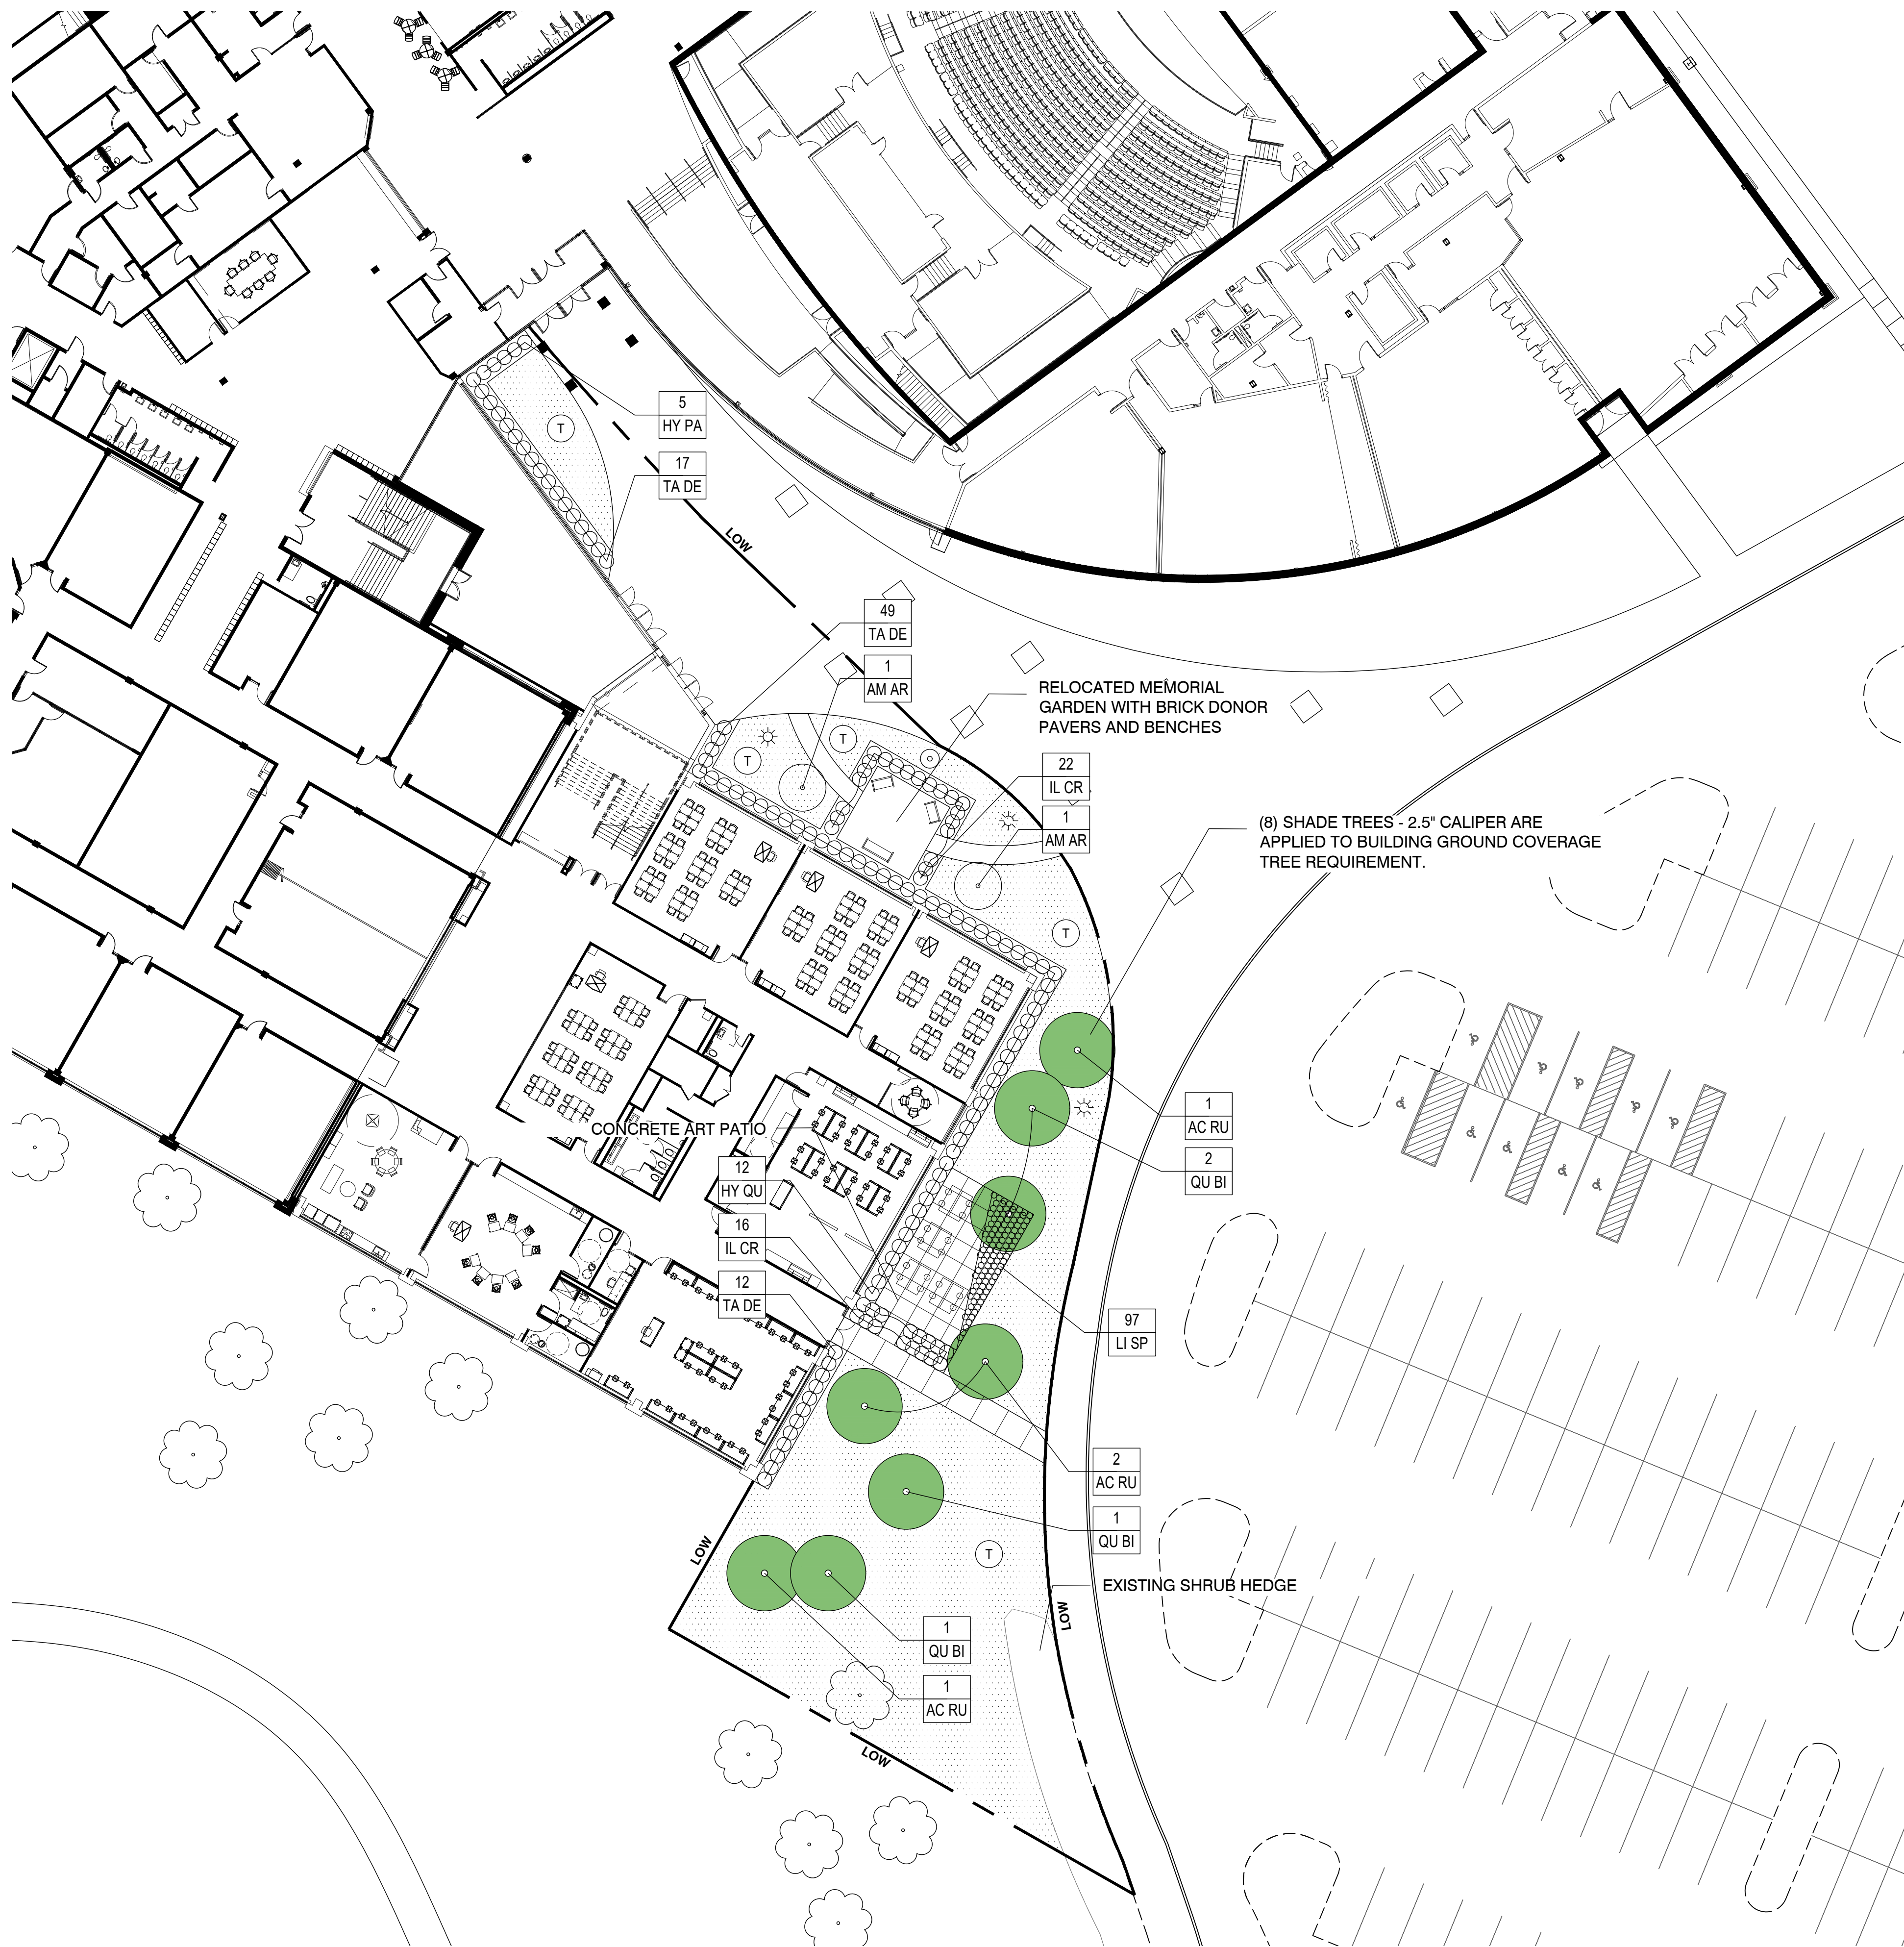 5
HY PA
17
TA DE
LOW
49
TA DE
1
AM AR
RELOCATED MEMORIAL
GARDEN WITH BRICK DONOR
PAVERS AND BENCHES
22
IL CR
1
AM AR
(8) SHADE TREES - 2.5" CALIPER ARE
APPLIED TO BUILDING GROUND COVERAGE
TREE REQUIREMENT.
T
T
T
T
1
AC RU
2
QU BI
CONCRETE ART PATIO
12
HY QU
16
IL CR
12
TA DE
97
LI SP
2
AC RU
1
QU BI
T
LOW
EXISTING SHRUB HEDGE
LOW
1
QU BI
1
AC RU
LOW